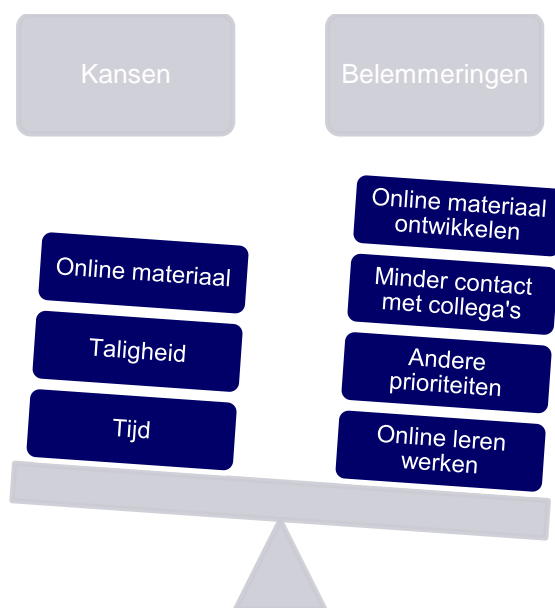 Kansen
Belemmeringen
Online materiaal
Taligheid
Tijd
Online materiaal
ontwikkelen
Minder contact
met collega's
Andere
prioriteiten
Online leren
werken